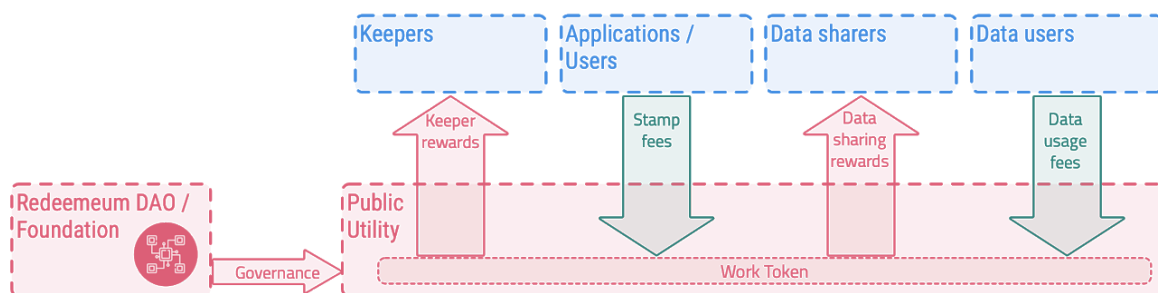 Keepers
Applications /
Users
Data sharers
Data users
Keeper
rewards
Stamp
fees
Data
sharing
rewards
Data
usage
fees
Redeemeum DAO /
Foundation
Public
Utility
Governance
Work Token